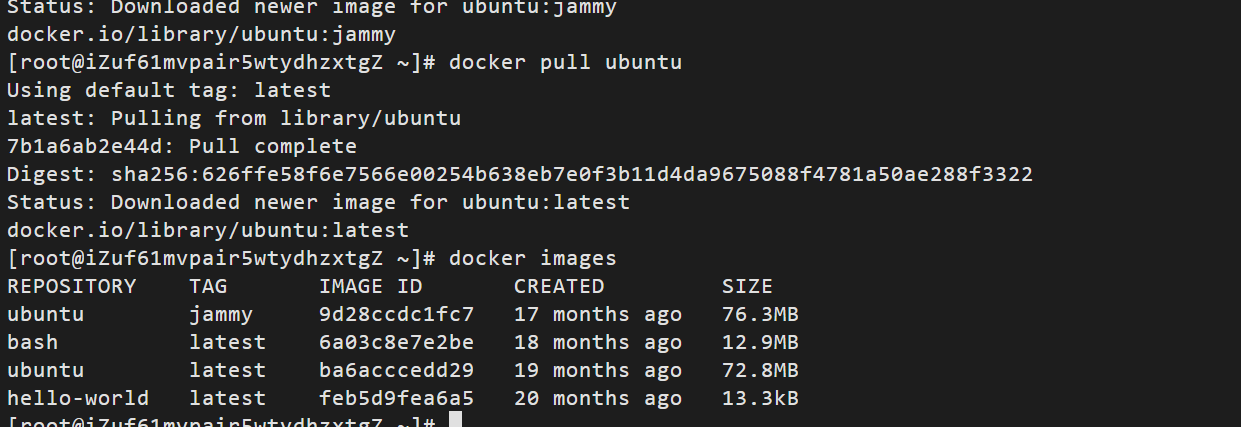 Status: Downloaded newer image for ubuntu:jammy
docker.io/library/ubuntu:jammy
[root@iZuf61mvpair5wtydhzxtgZ ~]# docker pull ubuntu
Using default tag: latest
latest: Pulling from library/ubuntu
7b1a6ab2e44d: Pull complete
Digest: sha256:626ffe58f6e7566e00254b638eb7e0f3b11d4da9675088f4781a50ae288f3322
Status: Downloaded newer image for ubuntu:latest
docker.io/library/ubuntu:latest
[root@iZuf61mvpair5wtydhzxtgZ ~]# docker images
REPOSITORY    TAG       IMAGE ID       CREATED         SIZE
ubuntu        jammy     9d28ccdc1fc7   17 months ago   76.3MB
bash          latest    6a03c8e7e2be   18 months ago   12.9MB
ubuntu        latest    ba6acccedd29   19 months ago   72.8MB
hello-world   latest    feb5d9fea6a5   20 months ago   13.3kB
[root@iZuf61mvpair5wtydhzxtgZ ~]#